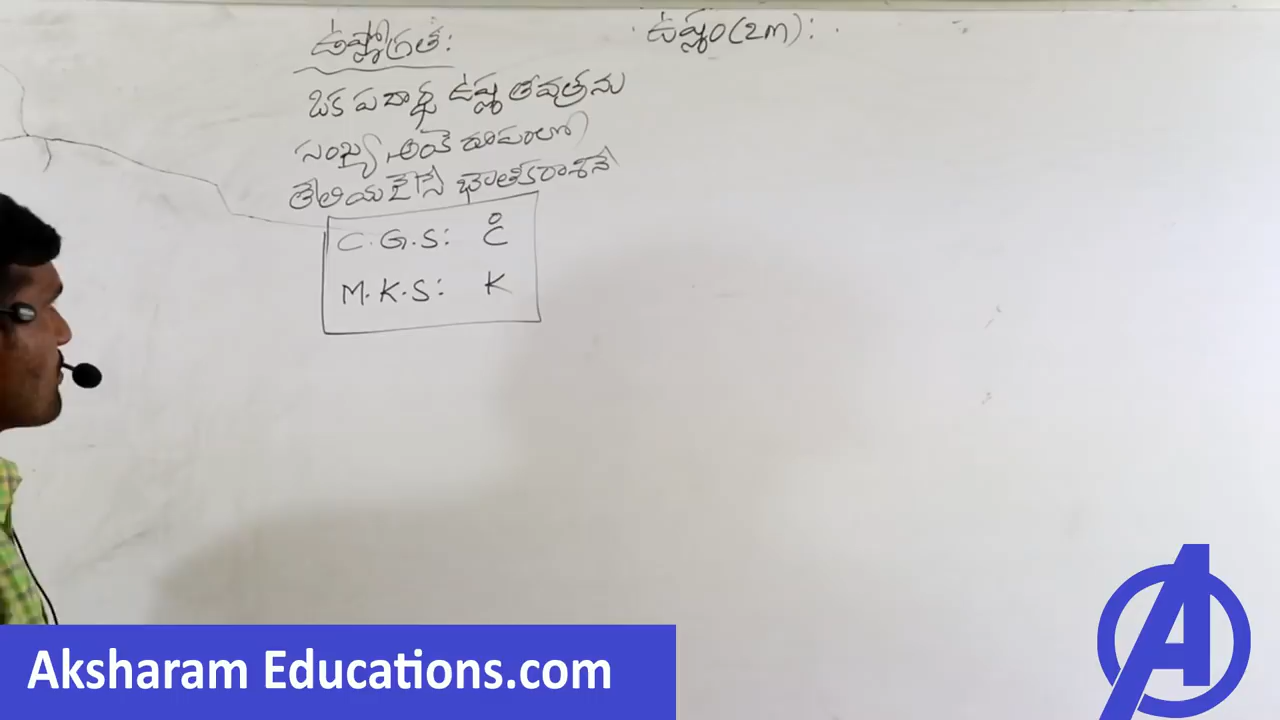 ఉష్ణోగ్రత:
ఒక పదార్థ ఉష్ణ తీవ్రతను
సంఖ్య, అంకె రూపంలో
తెలియజేసే భౌతికరాశినే
C.G.S: °C
M.K.S: K
ఉష్ణం(2m):
Aksharam Educations.com